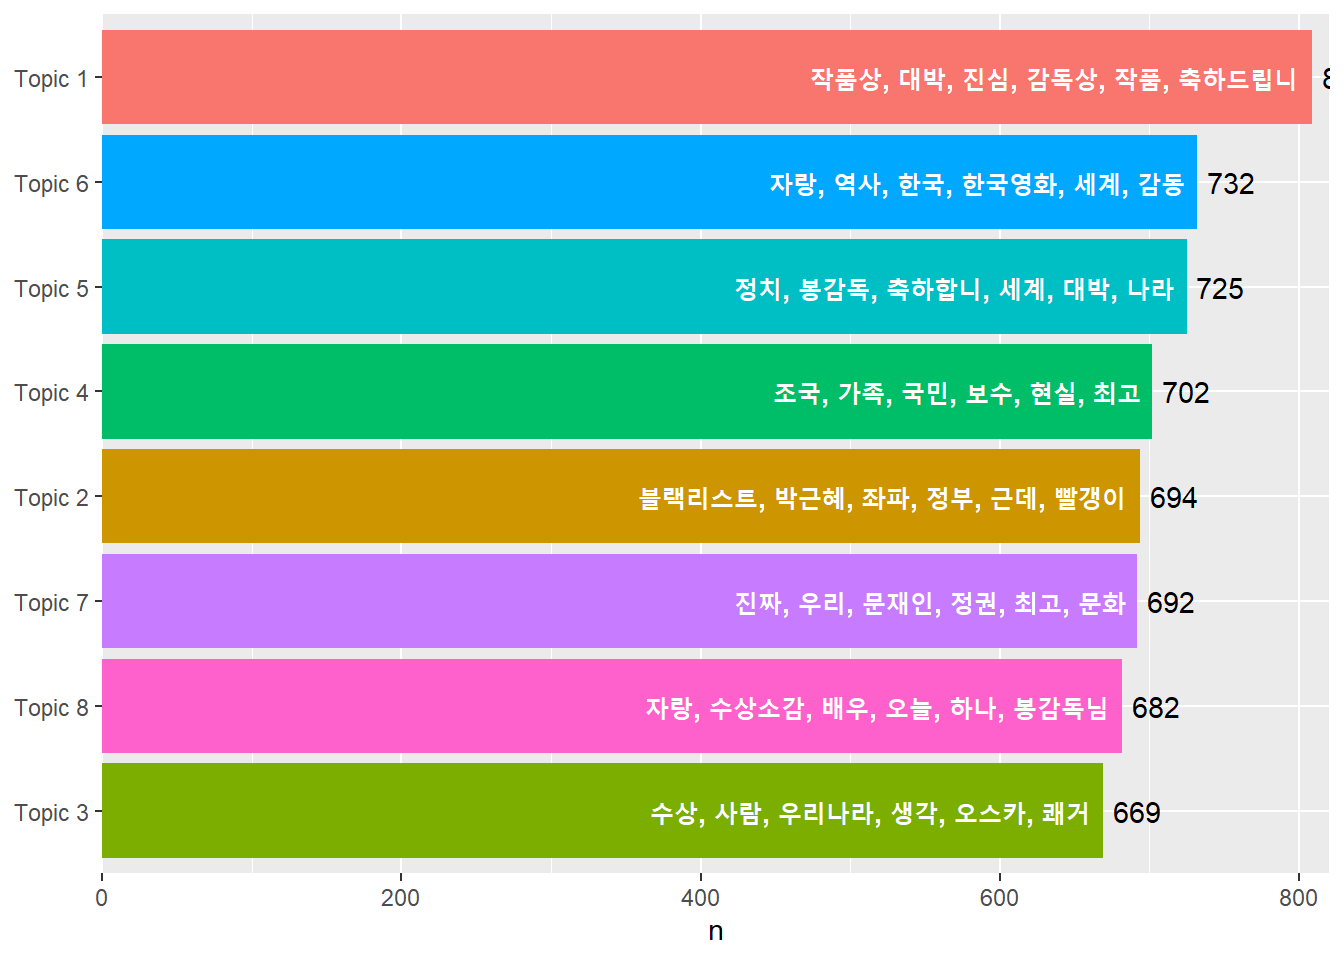 Topic 1 작품상, 대박, 진심, 감독상, 작품, 축하드립니
Topic 6 자랑, 역사, 한국, 한국영화, 세계, 감동 732
Topic 5 정치, 봉감독, 축하합니, 세계, 대박, 나라 725
Topic 4 조국, 가족, 국민, 보수, 현실, 최고 702
Topic 2 블랙리스트, 박근혜, 좌파, 정부, 근데, 빨갱이 694
Topic 7 진짜, 우리, 문재인, 정권, 최고, 문화 692
Topic 8 자랑, 수상소감, 배우, 오늘, 하나, 봉감독님 682
Topic 3 수상, 사람, 우리나라, 생각, 오스카, 쾌거 669
0 200 400 600 800
n